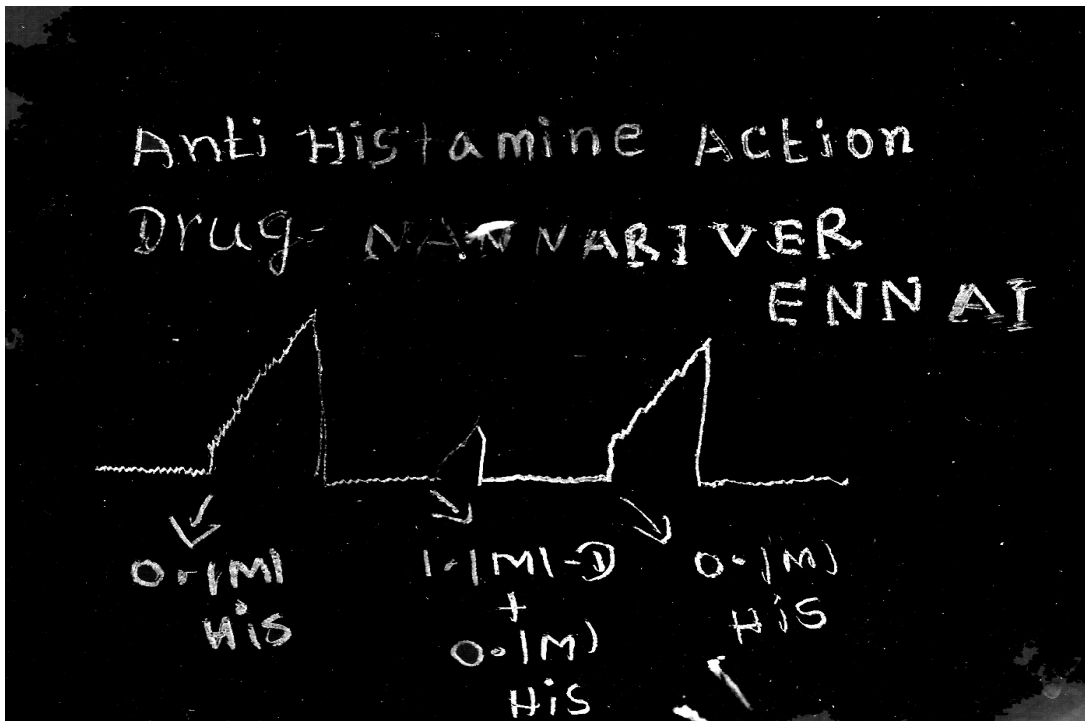 Anti Histamine Action
Drug- NANNARIVER
ENNAI
0.1Ml
His
1.1Ml-D
+
0.1Ml
His
0.1Ml
His